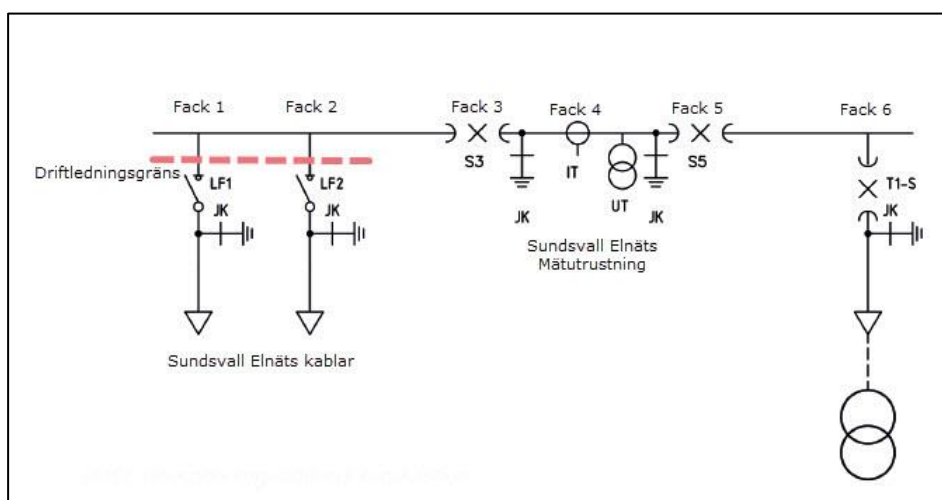 Fack 1
Fack 2
Fack 3
Fack 4
Fack 5
Fack 6
Driftledningsgräns
LF1
LF2
S3
IT
UT
S5
T1-S
JK
JK
JK
JK
JK
Sundsvall Elnäts
Mätutrustning
Sundsvall Elnäts kablar